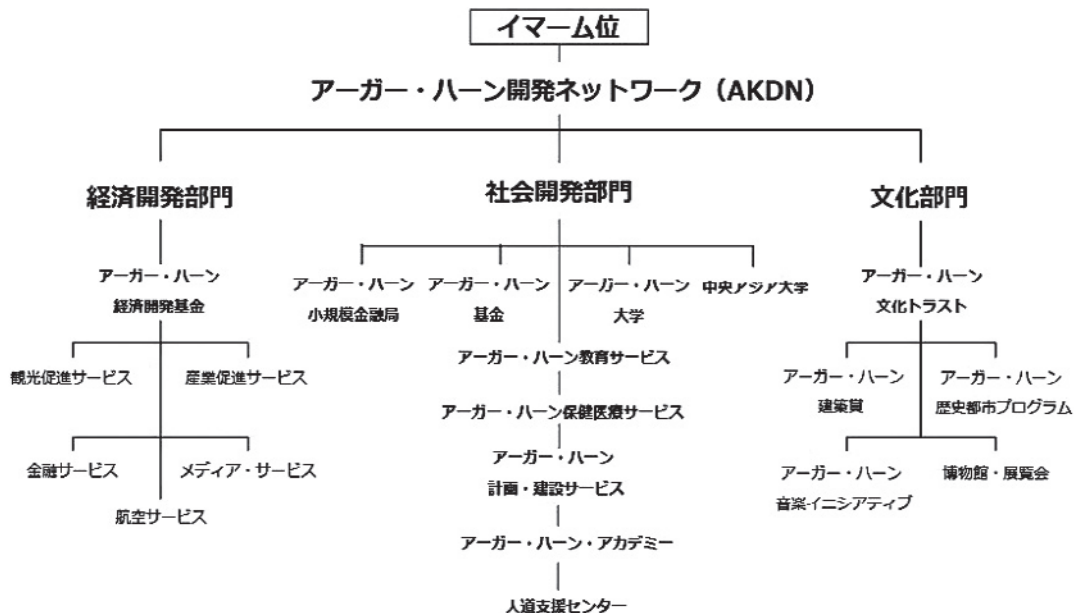 イマーム位
アーガー・ハーン開発ネットワーク（AKDN）
経済開発部門
社会開発部門
文化部門
アーガー・ハーン
経済開発基金
アーガー・ハーン
小規模金融局
アーガー・ハーン
基金
アーガー・ハーン
大学
中央アジア大学
アーガー・ハーン
文化トラスト
観光促進サービス
産業促進サービス
金融サービス
メディア・サービス
航空サービス
アーガー・ハーン教育サービス
アーガー・ハーン保健医療サービス
アーガー・ハーン
計画・建設サービス
アーガー・ハーン・アカデミー
人道支援センター
アーガー・ハーン
建築賞
アーガー・ハーン
歴史都市プログラム
アーガー・ハーン
音楽・イニシアティブ
博物館・展覧会